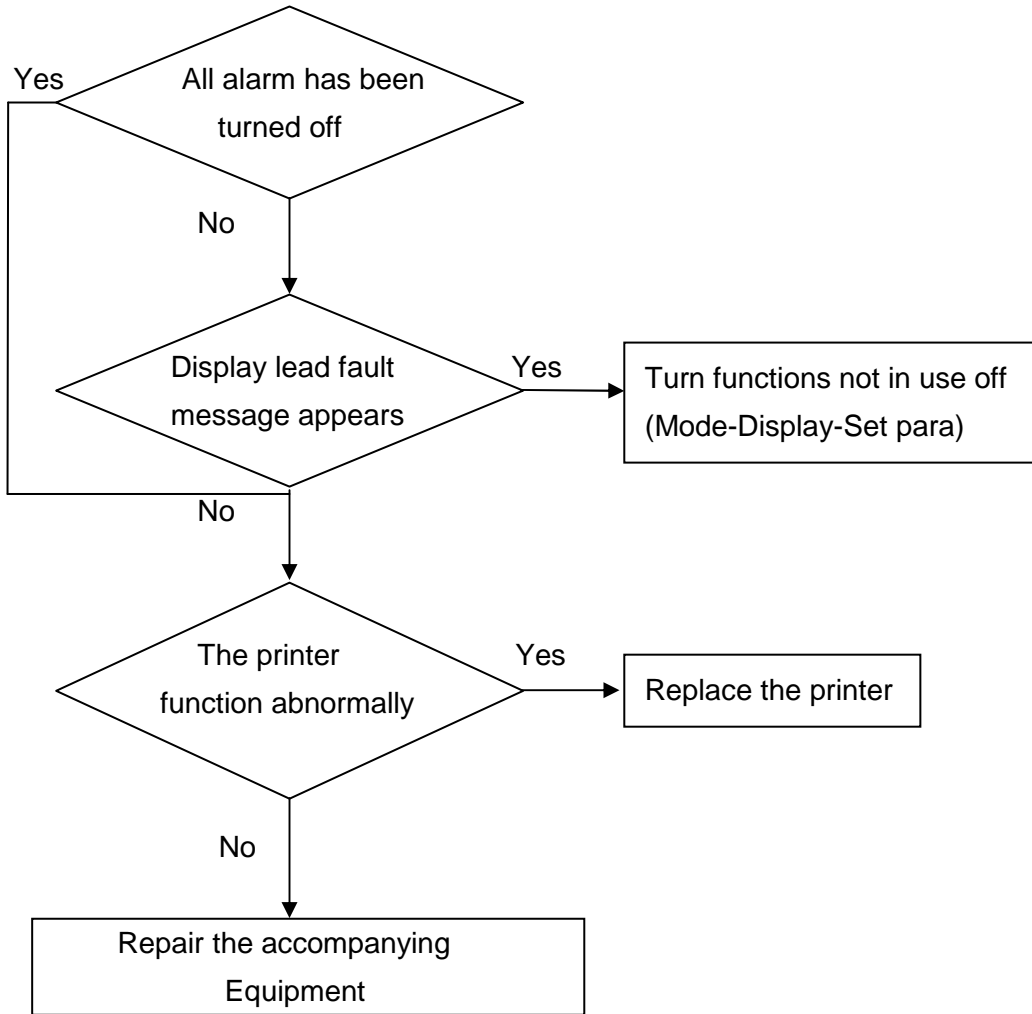 Yes
All alarm has been
turned off
No
Display lead fault
message appears
Yes
Turn functions not in use off
(Mode-Display-Set para)
No
The printer
function abnormally
Yes
Replace the printer
No
Repair the accompanying
Equipment